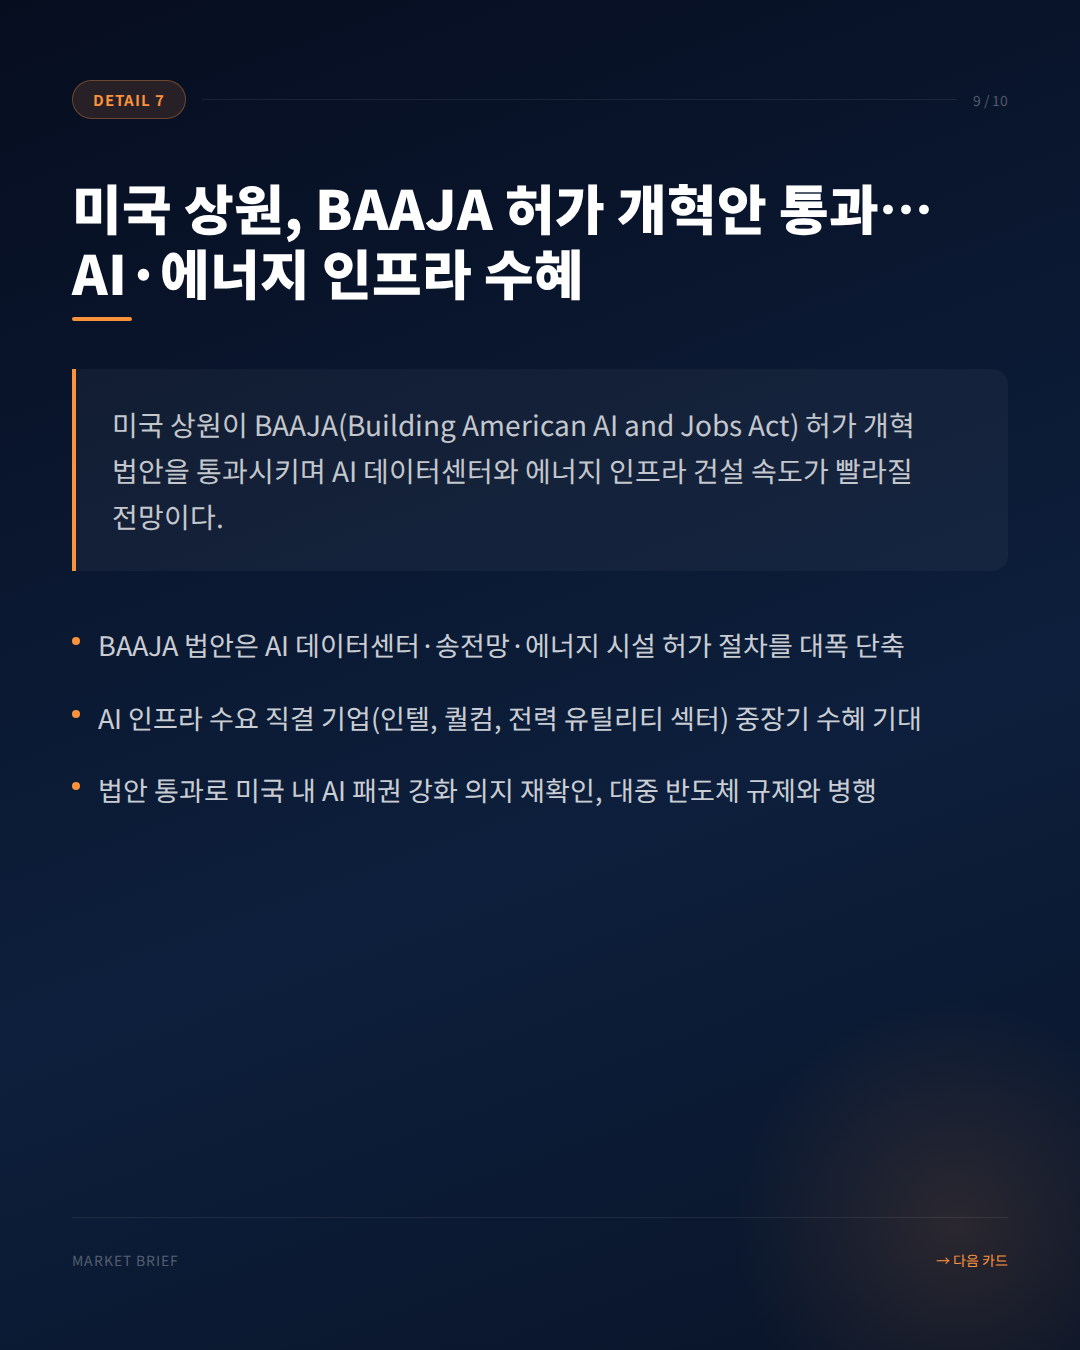 DETAIL 7
9 / 10
미국 상원, BAAJA 허가 개혁안 통과…
AI·에너지 인프라 수혜
미국 상원이 BAAJA(Building American AI and Jobs Act) 허가 개혁
법안을 통과시키며 AI 데이터센터와 에너지 인프라 건설 속도가 빨라질
전망이다.
• BAAJA 법안은 AI 데이터센터·송전망·에너지 시설 허가 절차를 대폭 단축
• AI 인프라 수요 직결 기업(인텔, 퀄컴, 전력 유틸리티 섹터) 중장기 수혜 기대
• 법안 통과로 미국 내 AI 패권 강화 의지 재확인, 대중 반도체 규제와 병행
MARKET BRIEF
→ 다음 카드